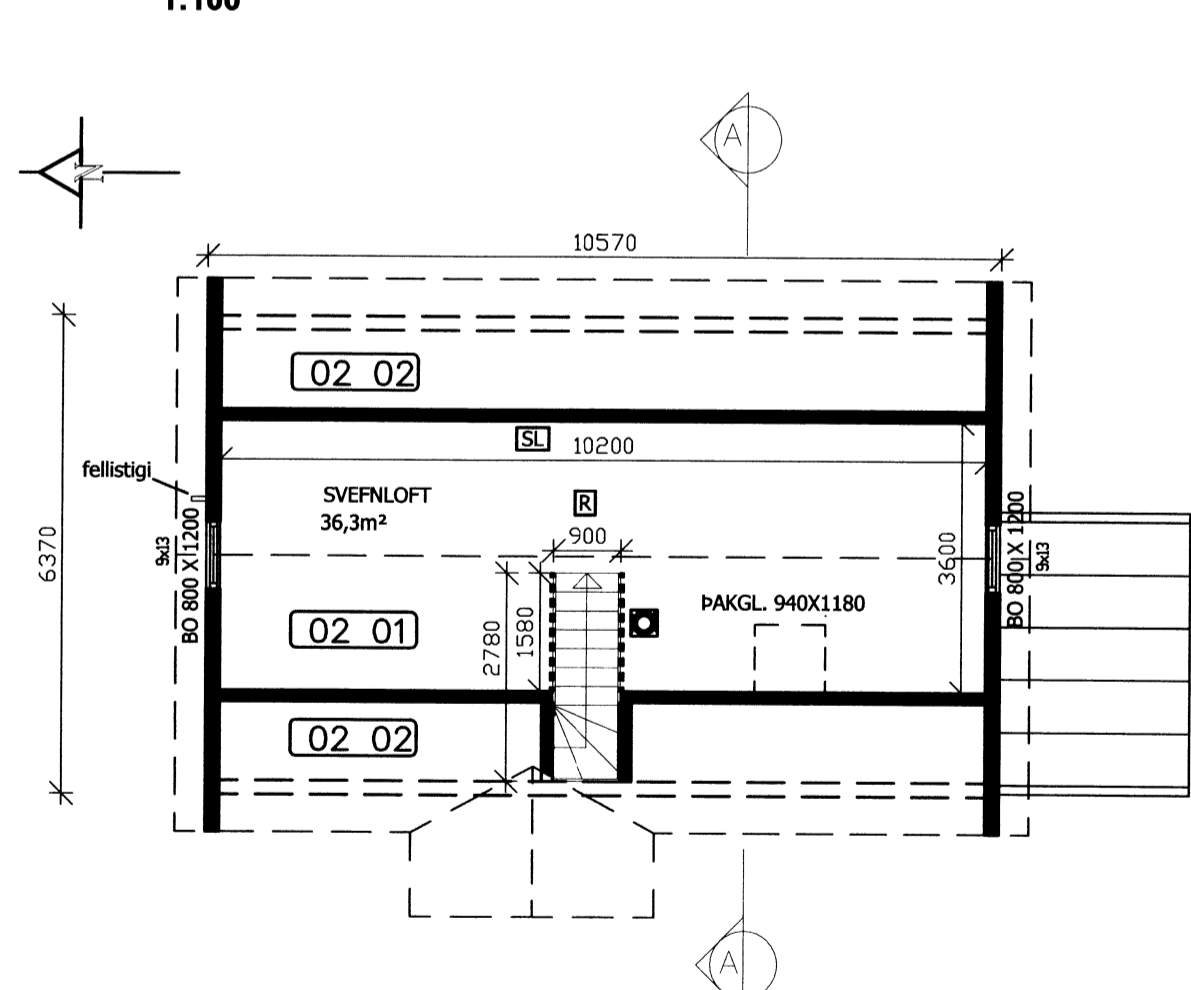 1:100
A
N
10570
02 02
SL
10200
fellistigi
SVEFNLOFT
36,3m²
R
900
6370
9x13
BO 800 X 1200
3600
BO 800 X 1200
9x13
ÞAKGL. 940X1180
02 01
2780
1580
02 02
A